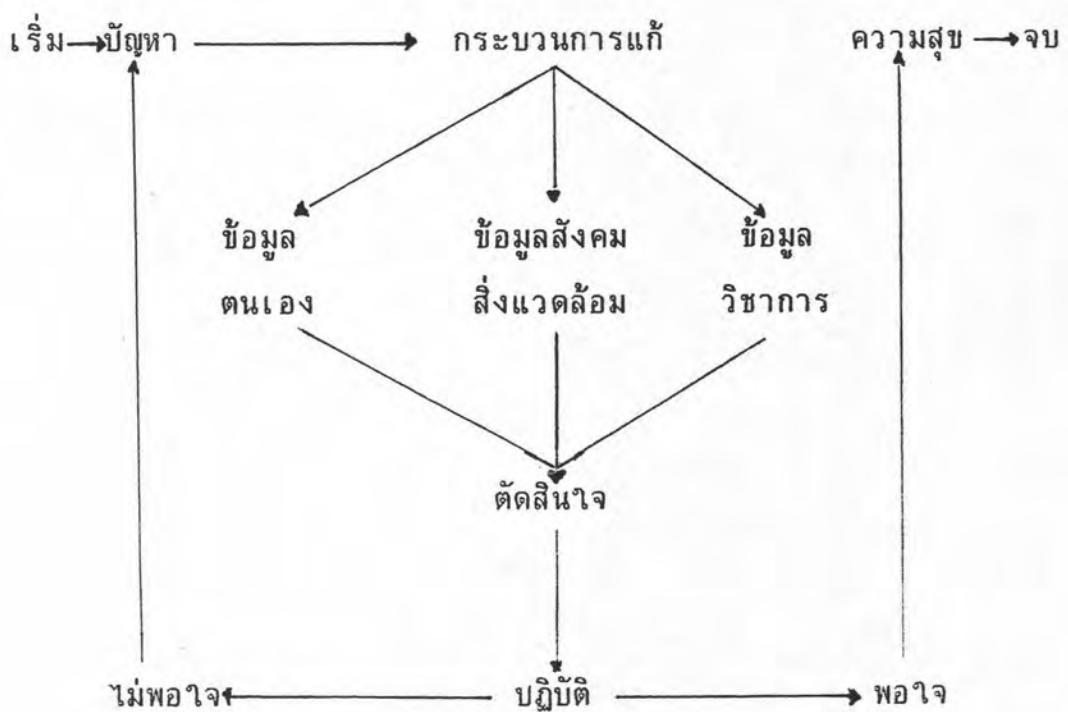 เริ่ม ปัญหา กระบวนการแก้ ความสุข จบ
ข้อมูล ข้อมูลสังคม ข้อมูล
ตนเอง สิ่งแวดล้อม วิชาการ
ตัดสินใจ
ไม่พอใจ ปฏิบัติ พอใจ